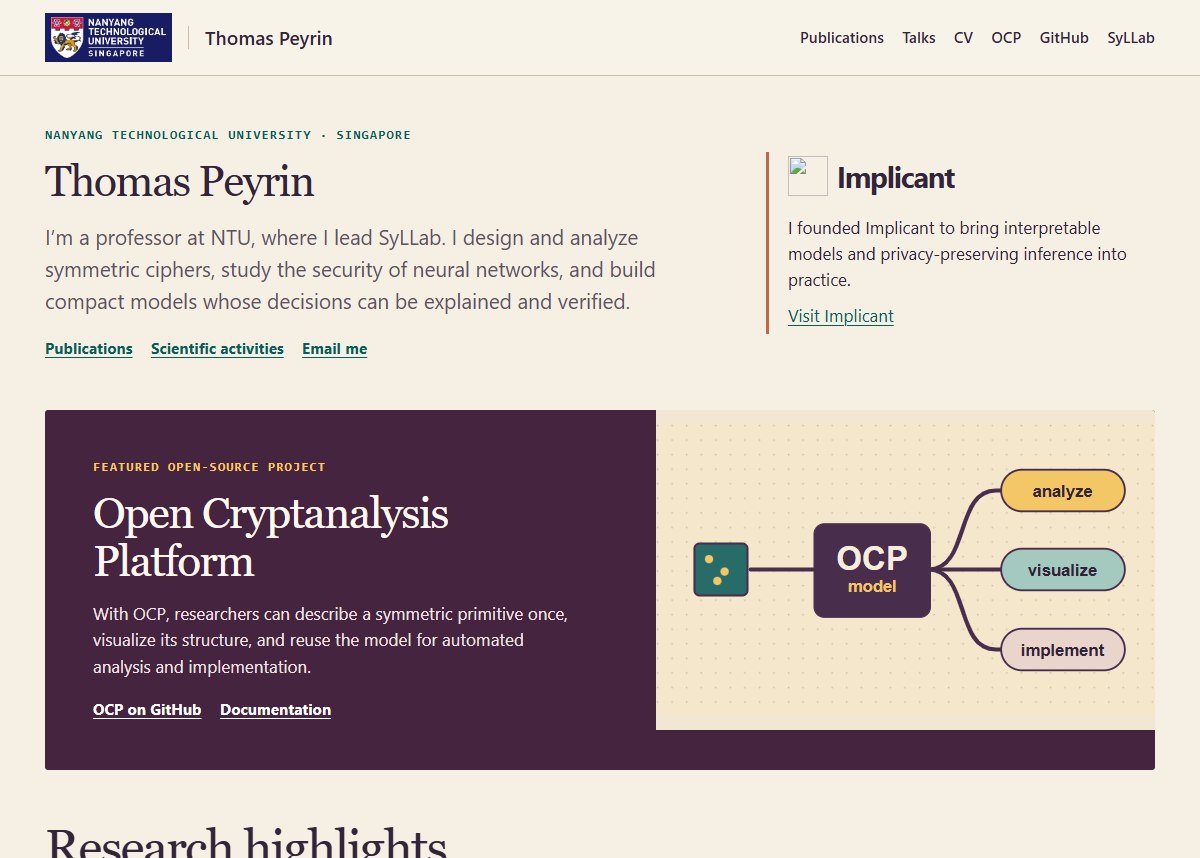 NANYANG
TECHNOLOGICAL
UNIVERSITY
SINGAPORE
Thomas Peyrin
Publications Talks CV OCP GitHub SyLLab
NANYANG TECHNOLOGICAL UNIVERSITY · SINGAPORE
Thomas Peyrin
I’m a professor at NTU, where I lead SyLLab. I design and analyze
symmetric ciphers, study the security of neural networks, and build
compact models whose decisions can be explained and verified.
Publications Scientific activities Email me
Implicant
I founded Implicant to bring interpretable
models and privacy-preserving inference into
practice.
Visit Implicant
FEATURED OPEN-SOURCE PROJECT
Open Cryptanalysis
Platform
With OCP, researchers can describe a symmetric primitive once,
visualize its structure, and reuse the model for automated
analysis and implementation.
OCP on GitHub Documentation
OCP
model
analyze
visualize
implement
Research highlights